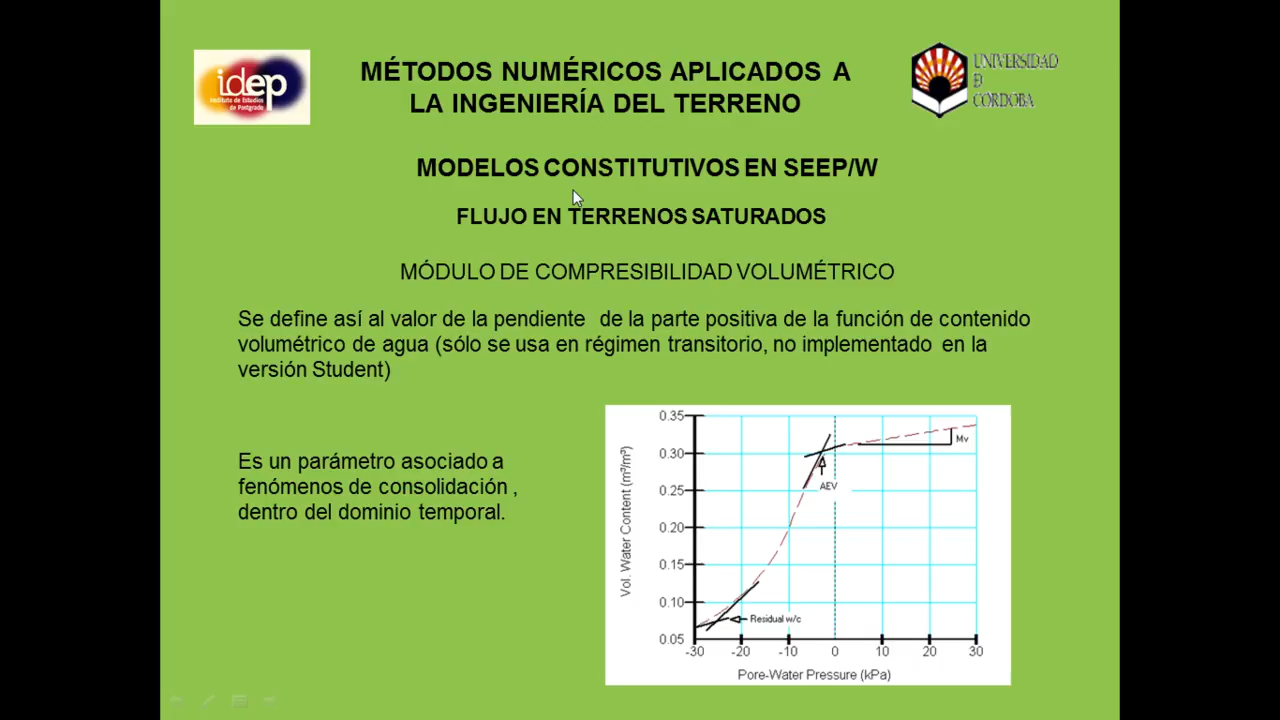 idep
Instituto de Estudios
de Postgrado
MÉTODOS NUMÉRICOS APLICADOS A
LA INGENIERÍA DEL TERRENO
UNIVERSIDAD
D
CORDOBA
MODELOS CONSTITUTIVOS EN SEEP/W
FLUJO EN TERRENOS SATURADOS
MÓDULO DE COMPRESIBILIDAD VOLUMÉTRICO
Se define así al valor de la pendiente de la parte positiva de la función de contenido
volumétrico de agua (sólo se usa en régimen transitorio, no implementado en la
versión Student)
Es un parámetro asociado a
fenómenos de consolidación ,
dentro del dominio temporal.
Vol. Water Content (m³/m³)
0.35
0.30
0.25
0.20
0.15
0.10
0.05
Mv
AEV
Residual w/c
-30 -20 -10 0 10 20 30
Pore-Water Pressure (kPa)